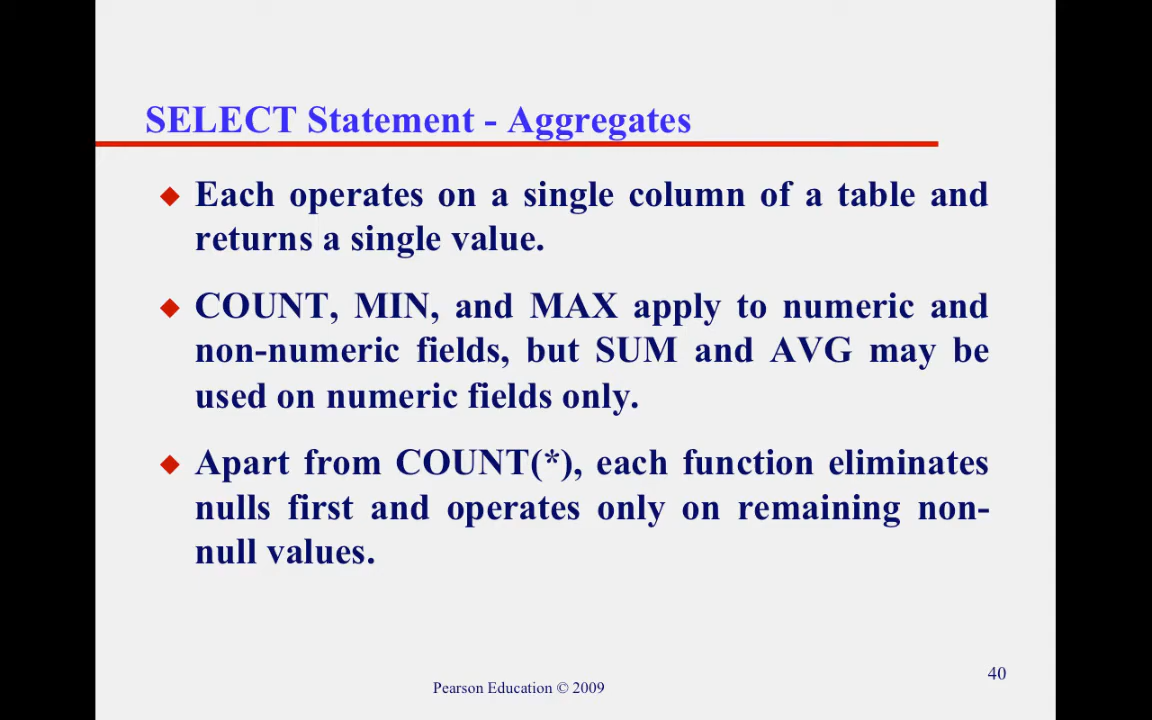 SELECT Statement - Aggregates
Each operates on a single column of a table and
returns a single value.
COUNT, MIN, and MAX apply to numeric and
non-numeric fields, but SUM and AVG may be
used on numeric fields only.
Apart from COUNT(*), each function eliminates
nulls first and operates only on remaining non-
null values.
40
Pearson Education © 2009